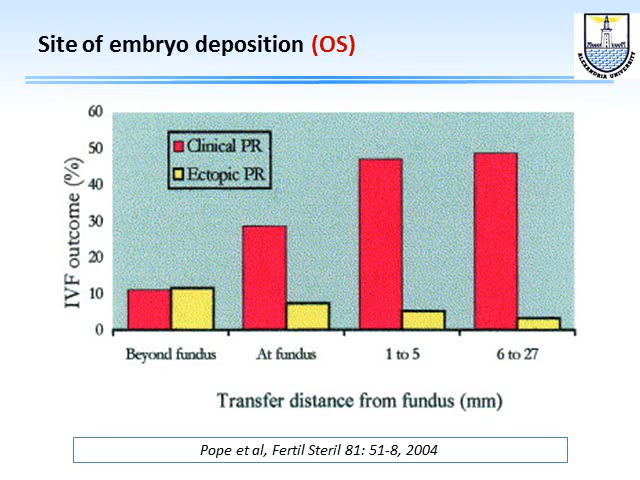 Site of embryo deposition (OS)
ALEXANDRIA UNIVERSITY
60
50
40
30
20
10
0
IVF outcome (%)
Clinical PR
Ectopic PR
Beyond fundus
At fundus
1 to 5
6 to 27
Transfer distance from fundus (mm)
Pope et al, Fertil Steril 81: 51-8, 2004